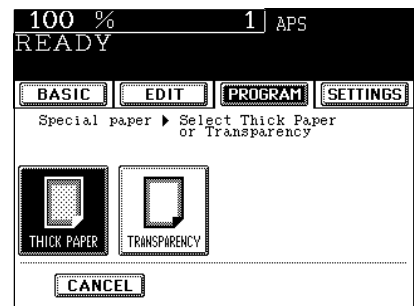 100 % 1 APS
READY
BASIC EDIT PROGRAM SETTINGS
Special paper ▶ Select Thick Paper
or Transparency
THICK PAPER TRANSPARENCY
CANCEL